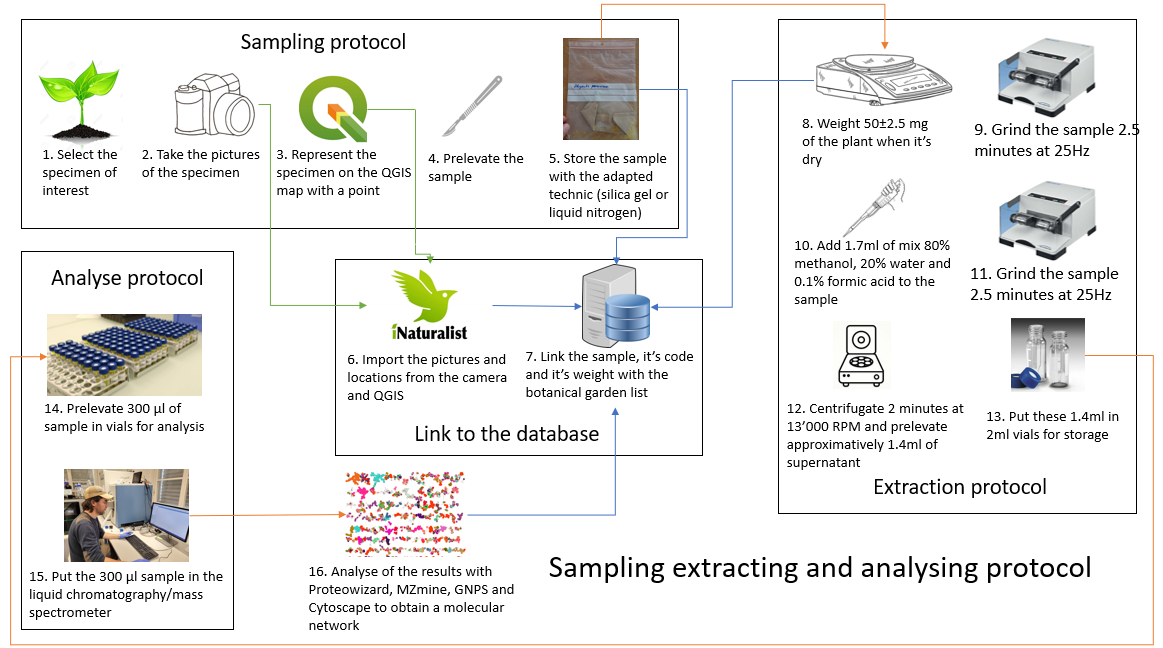 Sampling protocol
1. Select the
specimen of
interest
2. Take the pictures
of the specimen
3. Represent the
specimen on the QGIS
map with a point
4. Prelevate the
sample
5. Store the sample
with the adapted
technic (silica gel or
liquid nitrogen)
8. Weight 50±2.5 mg
of the plant when it's
dry
9. Grind the sample 2.5
minutes at 25Hz
10. Add 1.7ml of mix 80%
methanol, 20% water and
0.1% formic acid to the
sample
11. Grind the sample
2.5 minutes at 25Hz
12. Centrifugate 2 minutes at
13'000 RPM and prelevate
approximatively 1.4ml of
supernatant
13. Put these 1.4ml in
2ml vials for storage
Extraction protocol
iNaturalist
6. Import the pictures and
locations from the camera
and QGIS
7. Link the sample, it's code
and it's weight with the
botanical garden list
Link to the database
Analyse protocol
14. Prelevate 300 µl of
sample in vials for analysis
15. Put the 300 µl sample in the
liquid chromatography/mass
spectrometer
16. Analyse of the results with
Proteowizard, MZmine, GNPS and
Cytoscape to obtain a molecular
network
Sampling extracting and analysing protocol